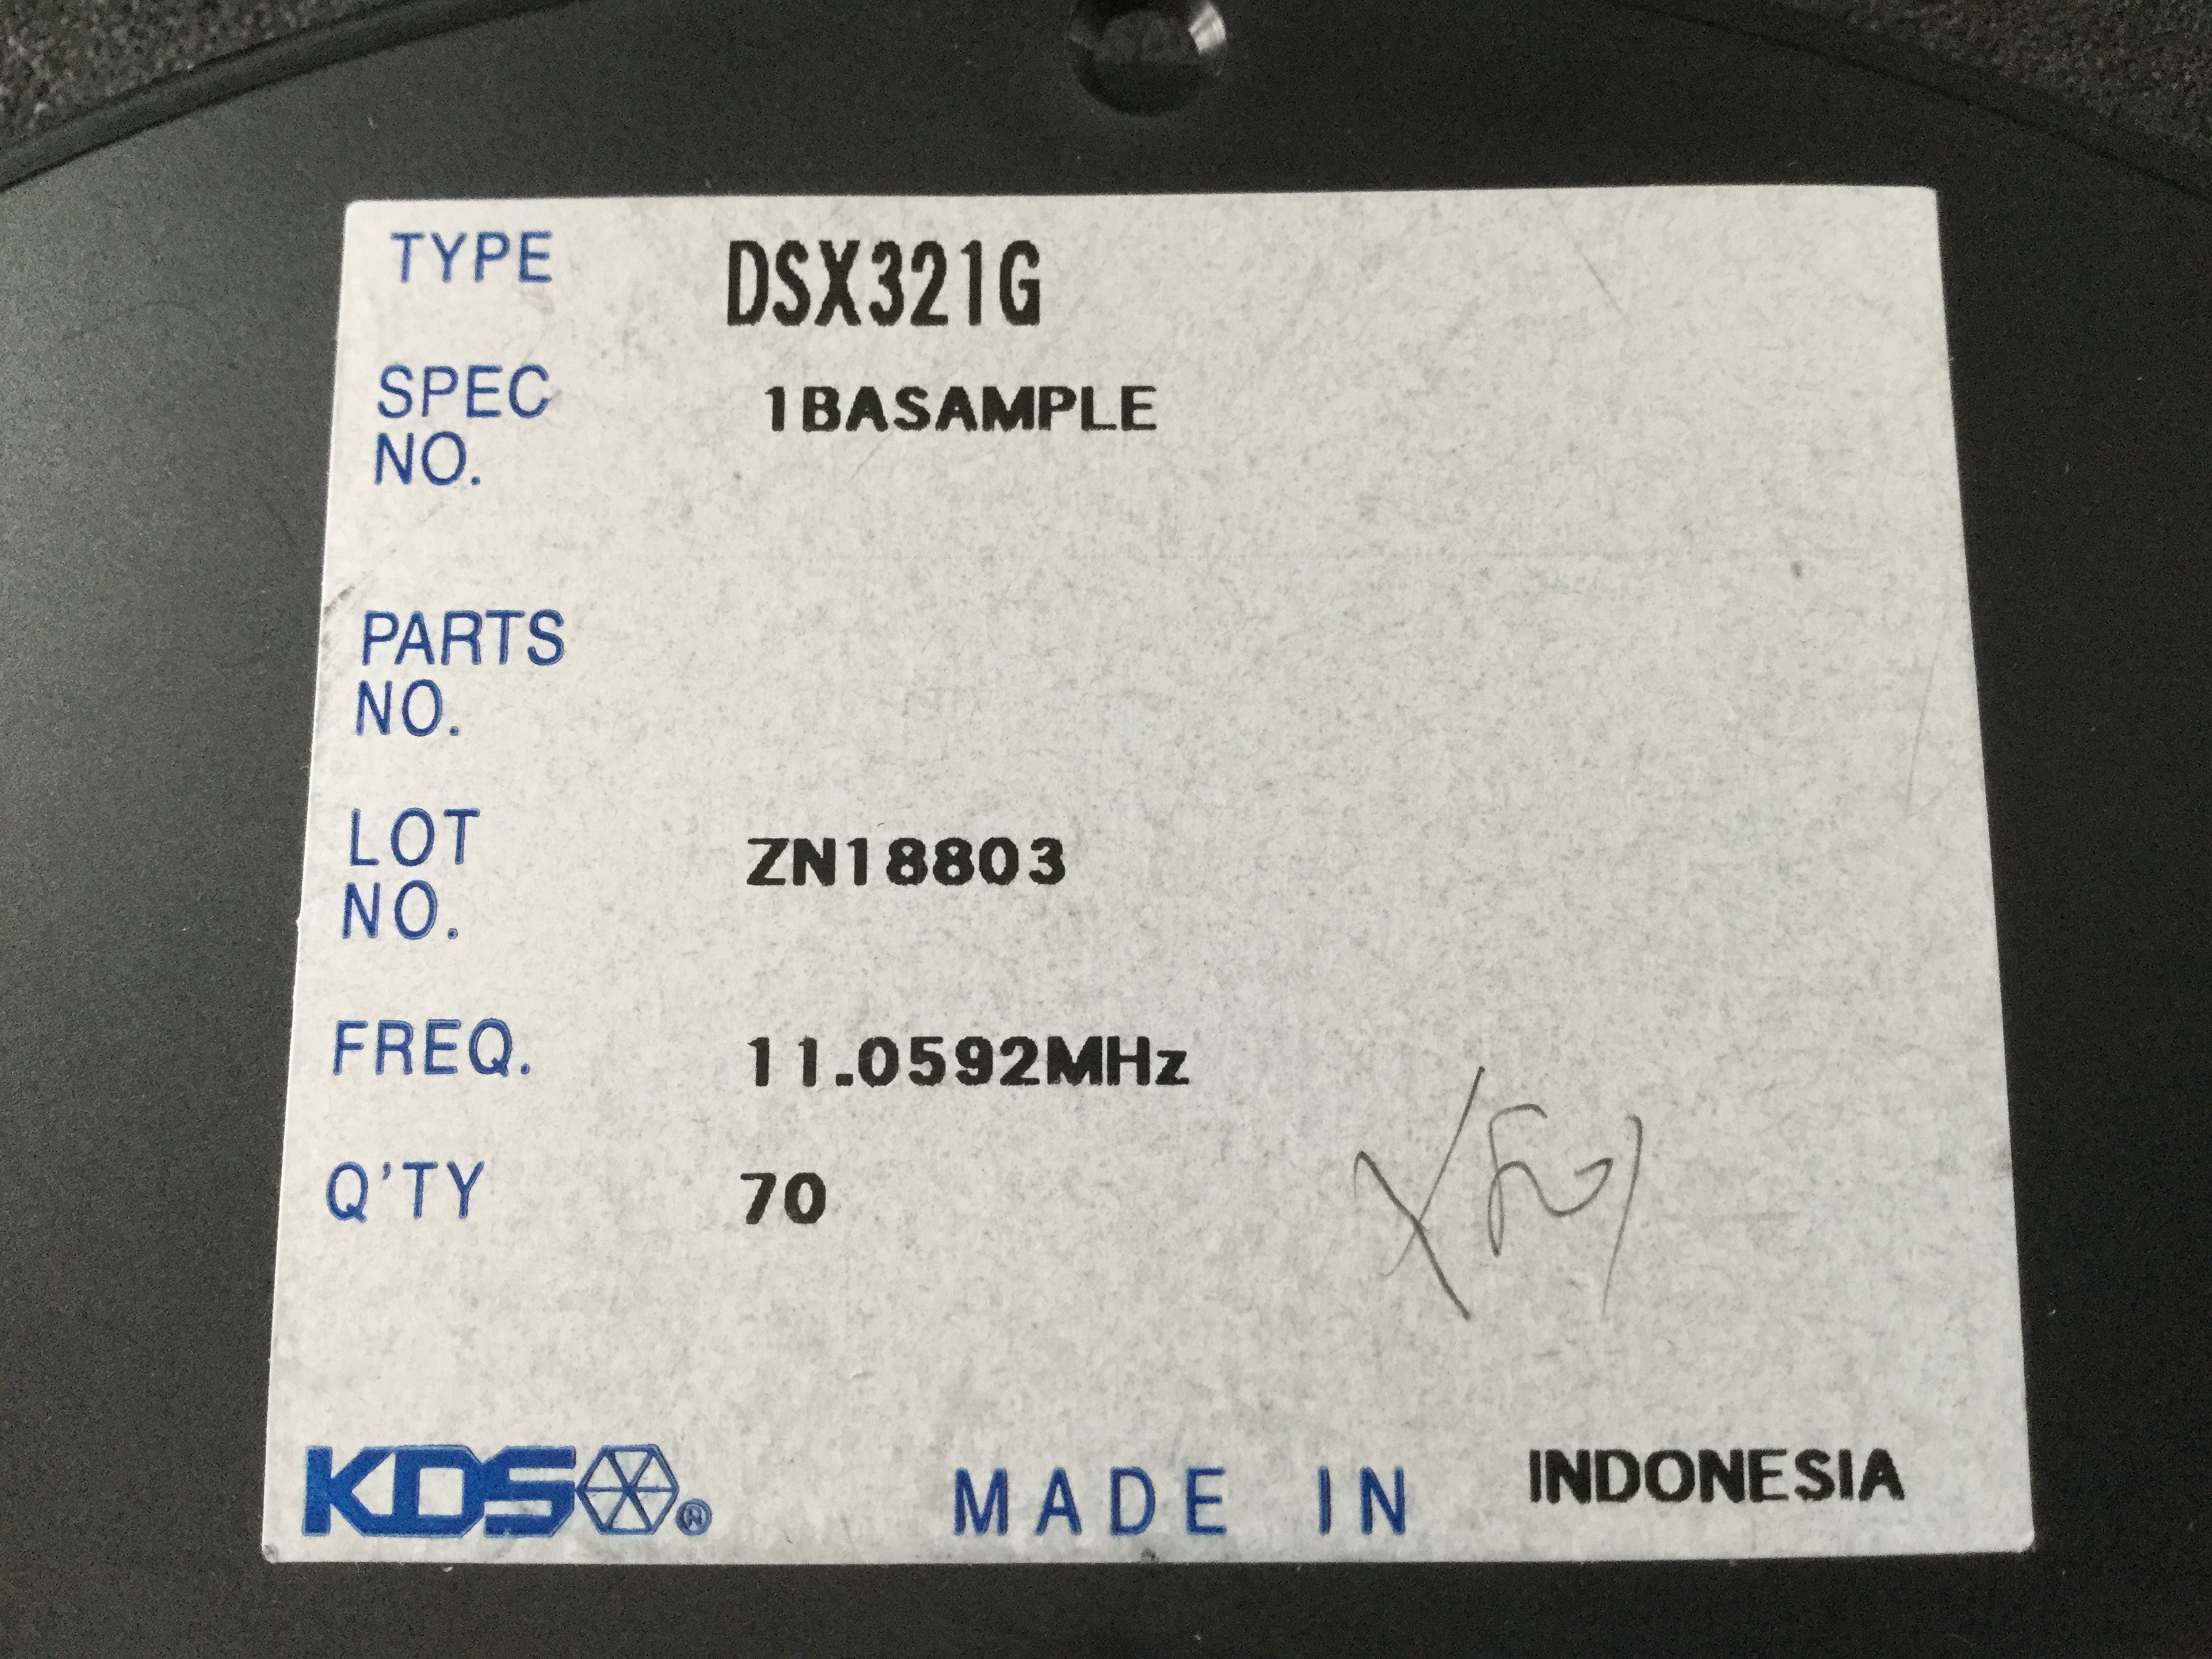 TYPE DSX321G
SPEC 1BASAMPLE
NO.
PARTS
NO.
LOT ZN18803
NO.
FREQ. 11.0592MHz
Q'TY 70
KDS ® MADE IN INDONESIA